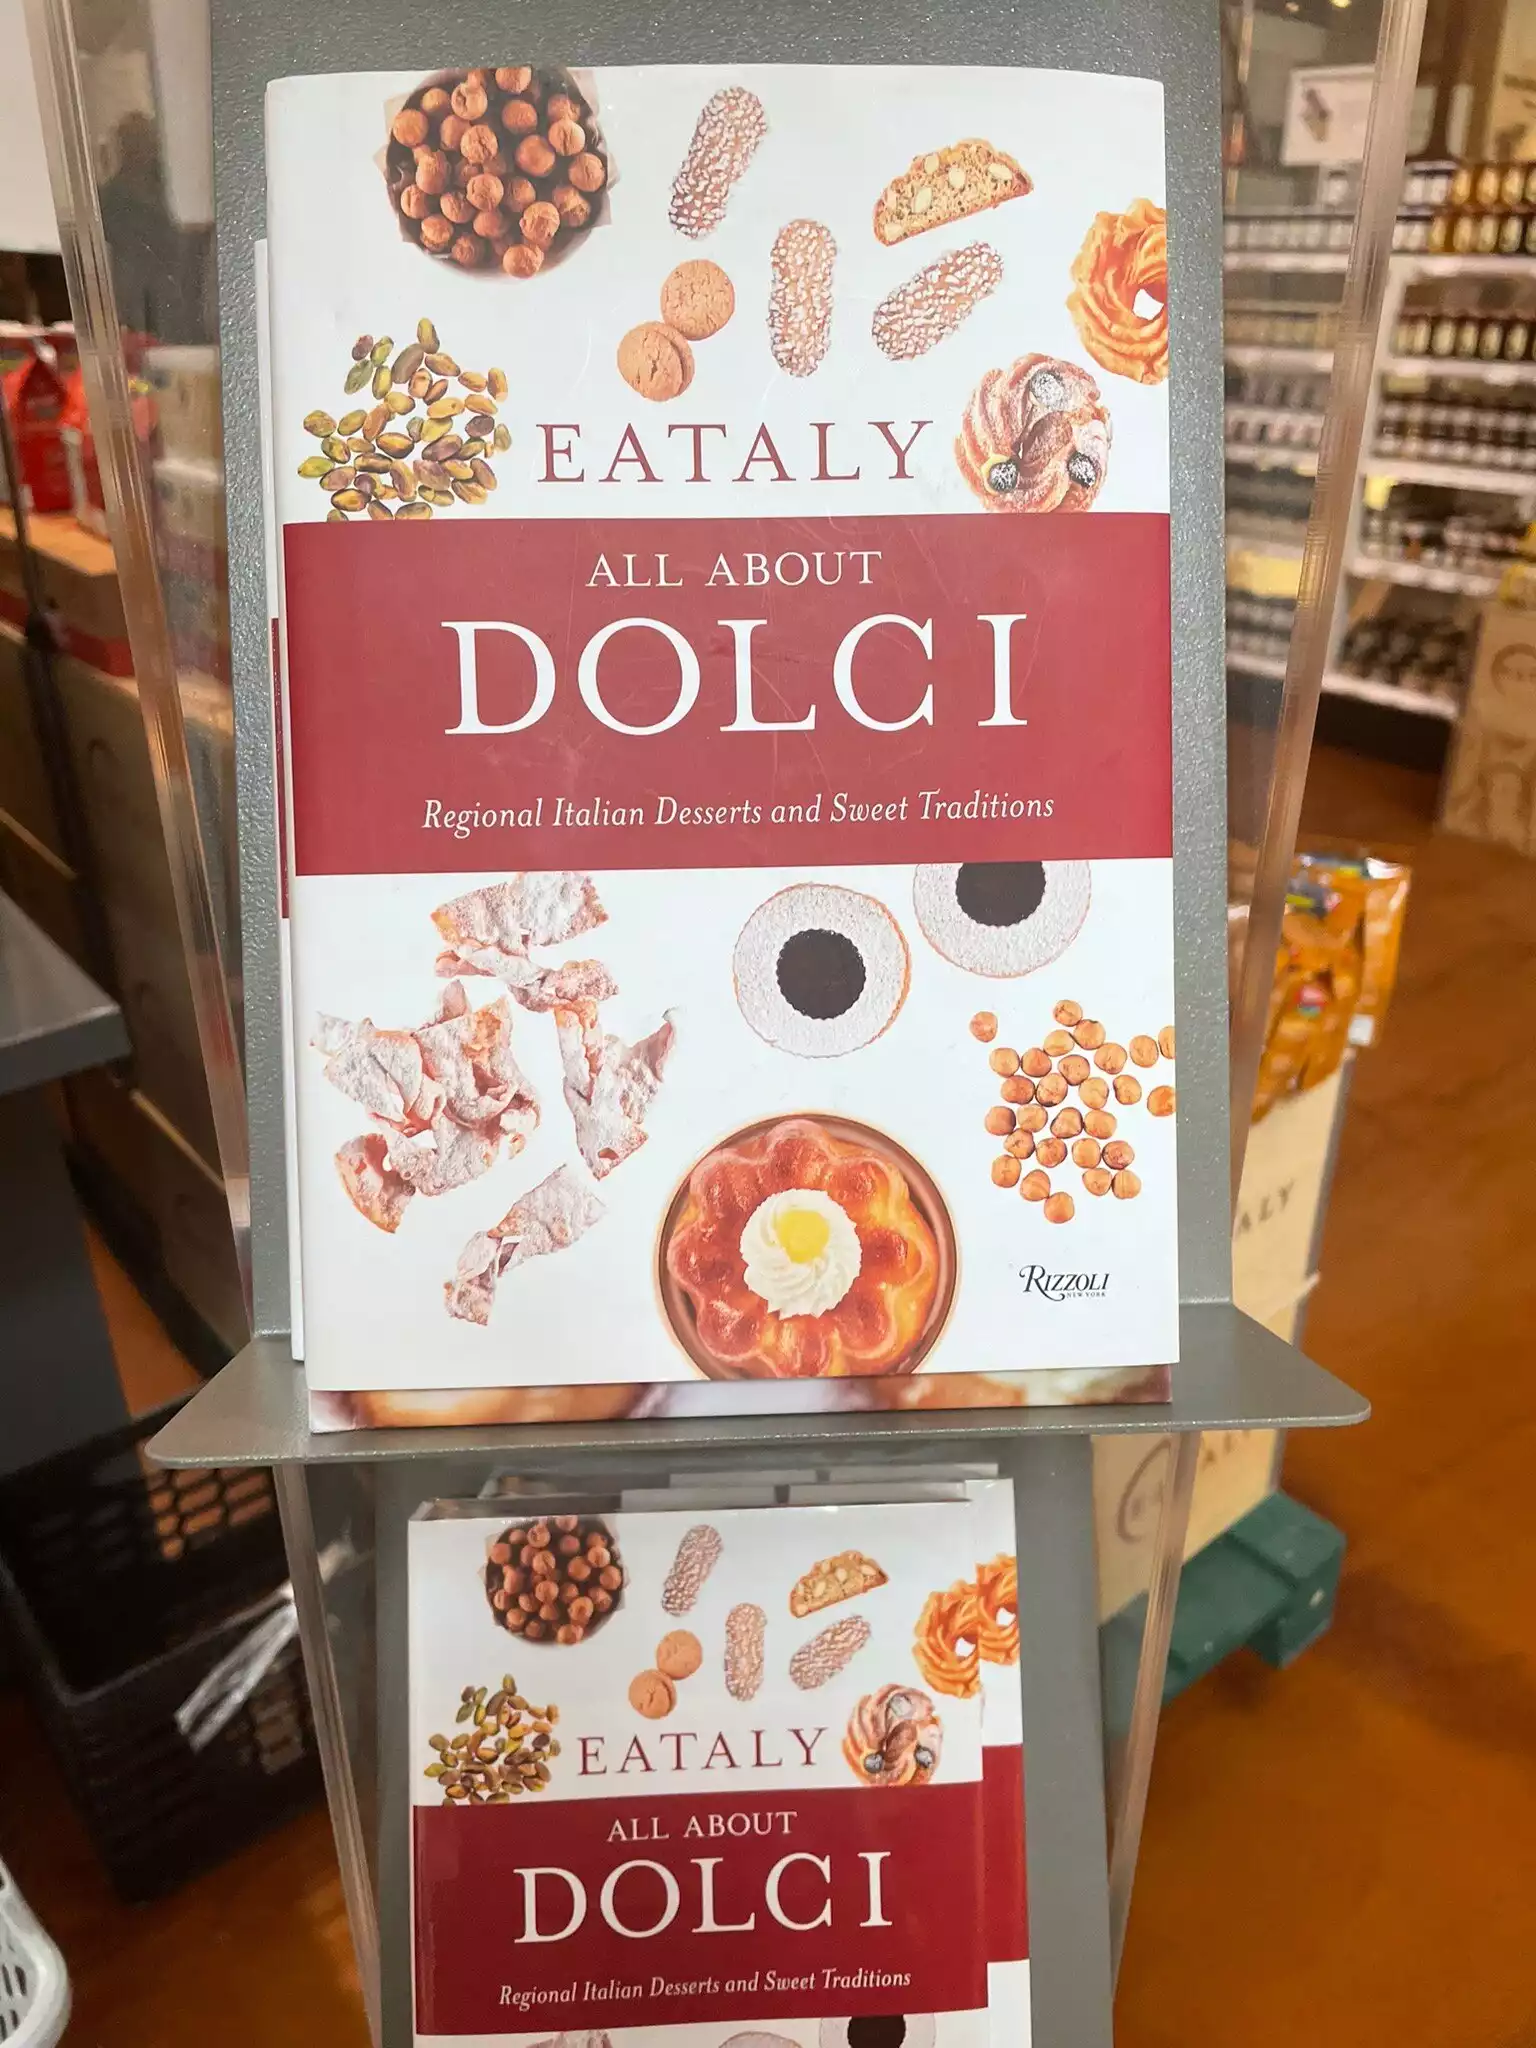 EATALY
ALL ABOUT
DOLCI
Regional Italian Desserts and Sweet Traditions
RIZZOLI
NEW YORK
EATALY
ALL ABOUT
DOLCI
Regional Italian Desserts and Sweet Traditions